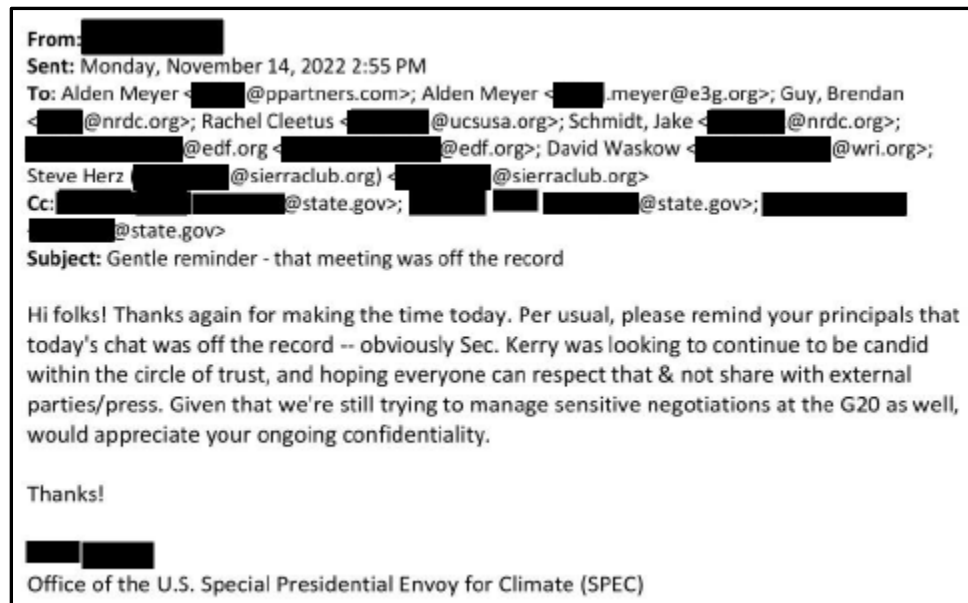 From:
Sent: Monday, November 14, 2022 2:55 PM
To: Alden Meyer < @ppartners.com>; Alden Meyer < .meyer@e3g.org>; Guy, Brendan
< @nrdc.org>; Rachel Cleetus < @ucsusa.org>; Schmidt, Jake < @nrdc.org>;
@edf.org < @edf.org>; David Waskow < @wri.org>;
Steve Herz ( @sierraclub.org) < @sierraclub.org>
Cc: @state.gov>; @state.gov>;
@state.gov>
Subject: Gentle reminder - that meeting was off the record
Hi folks! Thanks again for making the time today. Per usual, please remind your principals that
today's chat was off the record -- obviously Sec. Kerry was looking to continue to be candid
within the circle of trust, and hoping everyone can respect that & not share with external
parties/press. Given that we're still trying to manage sensitive negotiations at the G20 as well,
would appreciate your ongoing confidentiality.
Thanks!
Office of the U.S. Special Presidential Envoy for Climate (SPEC)